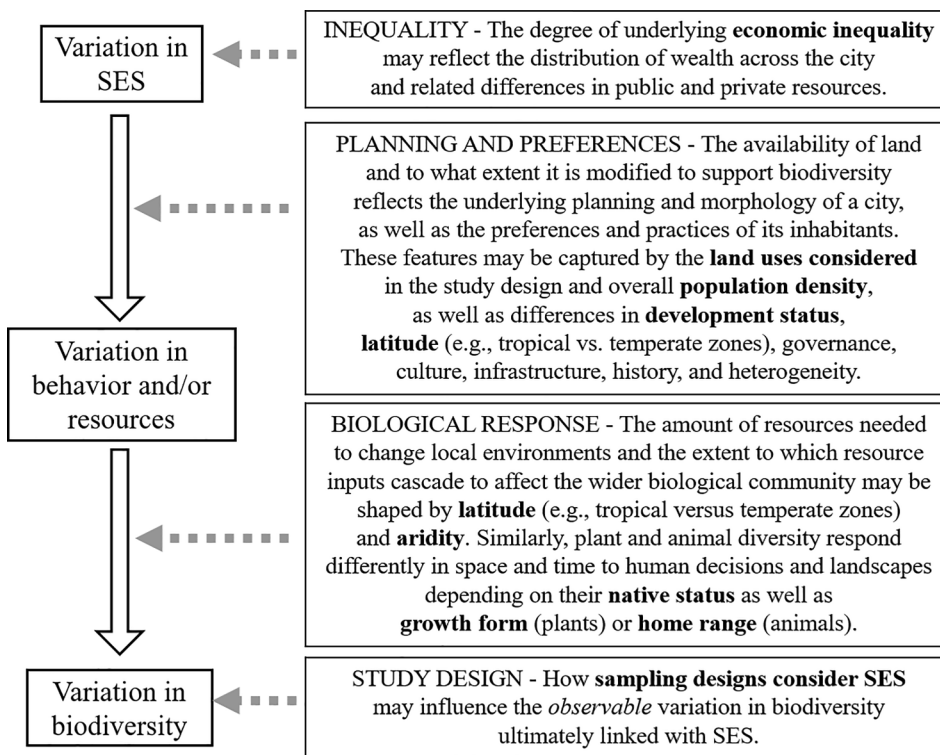 Variation in
SES
INEQUALITY - The degree of underlying economic inequality
may reflect the distribution of wealth across the city
and related differences in public and private resources.
PLANNING AND PREFERENCES - The availability of land
and to what extent it is modified to support biodiversity
reflects the underlying planning and morphology of a city,
as well as the preferences and practices of its inhabitants.
These features may be captured by the land uses considered
in the study design and overall population density,
as well as differences in development status,
latitude (e.g., tropical vs. temperate zones), governance,
culture, infrastructure, history, and heterogeneity.
Variation in
behavior and/or
resources
BIOLOGICAL RESPONSE - The amount of resources needed
to change local environments and the extent to which resource
inputs cascade to affect the wider biological community may be
shaped by latitude (e.g., tropical versus temperate zones)
and aridity. Similarly, plant and animal diversity respond
differently in space and time to human decisions and landscapes
depending on their native status as well as
growth form (plants) or home range (animals).
Variation in
biodiversity
STUDY DESIGN - How sampling designs consider SES
may influence the observable variation in biodiversity
ultimately linked with SES.